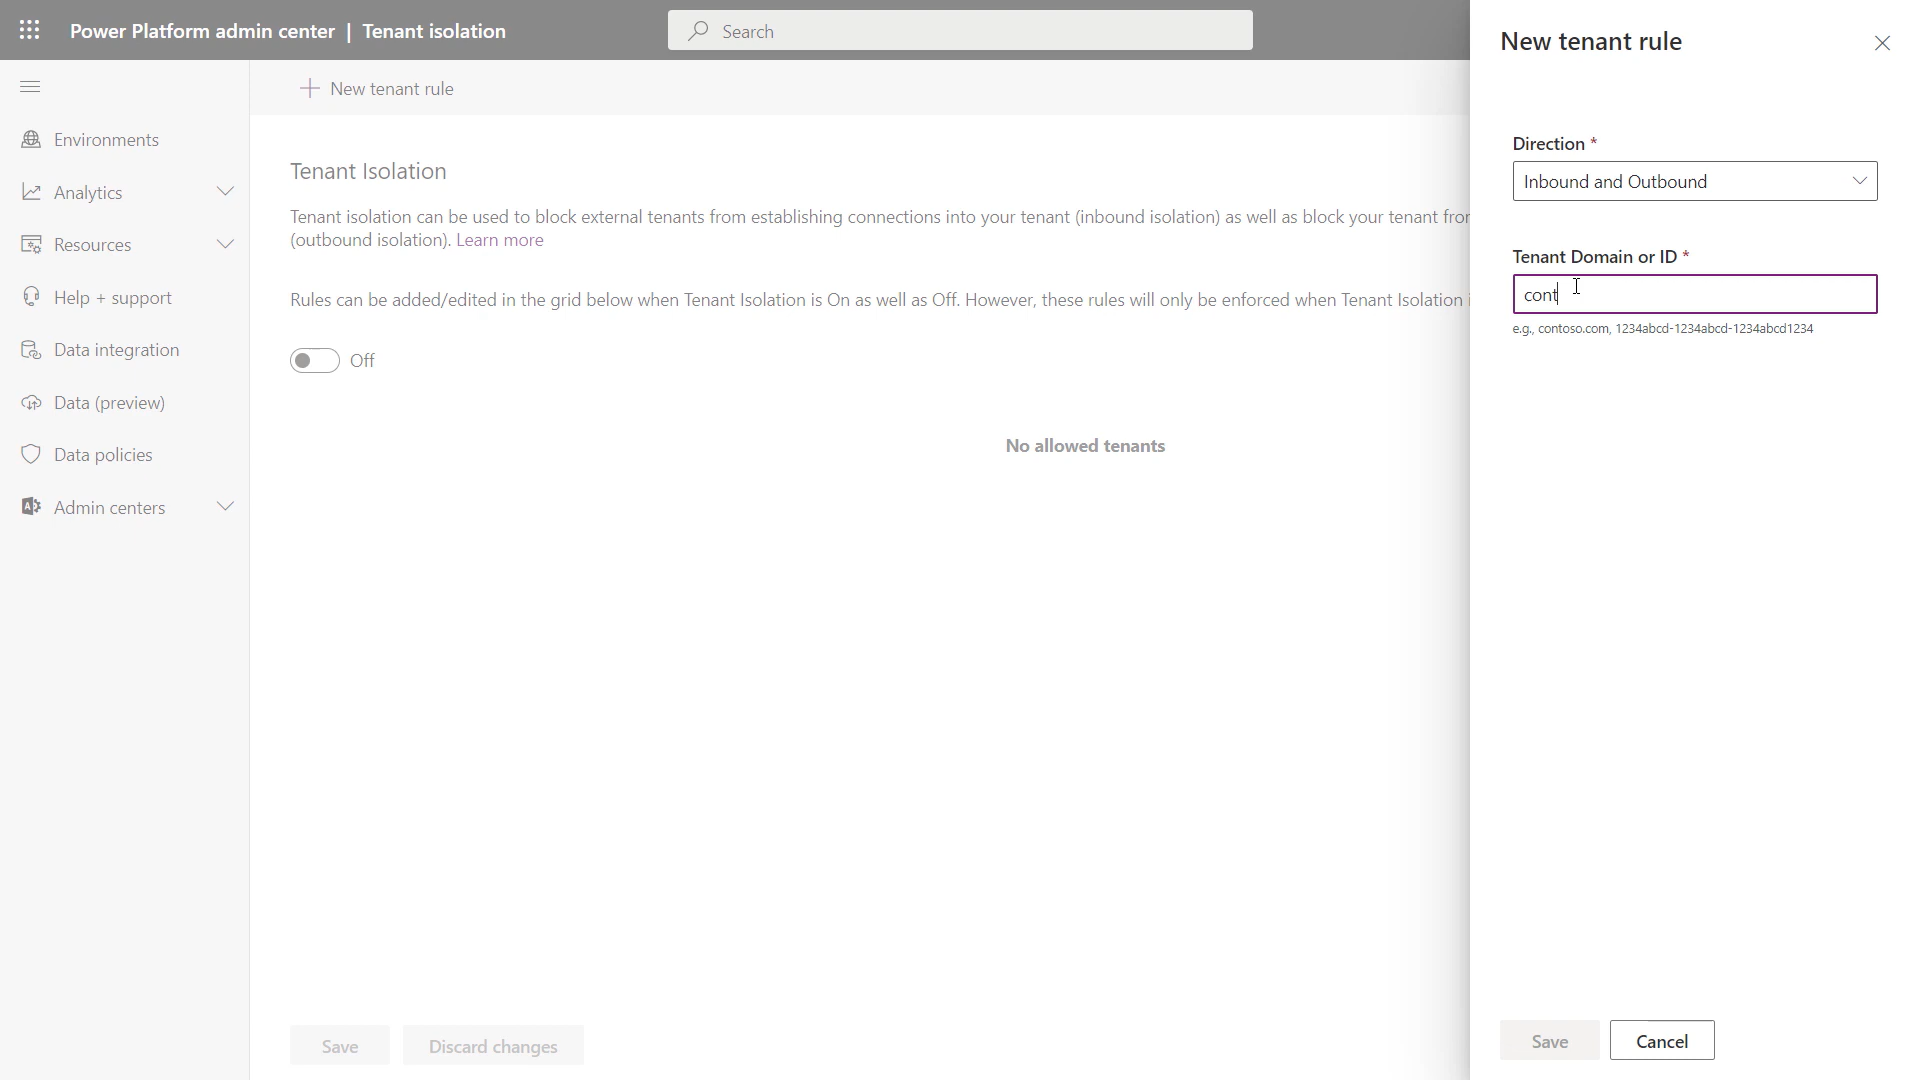 Power Platform admin center | Tenant isolation
Search
New tenant rule
Environments
Analytics
Resources
Help + support
Data integration
Data (preview)
Data policies
Admin centers
Tenant Isolation
Tenant isolation can be used to block external tenants from establishing connections into your tenant (inbound isolation) as well as block your tenant from
(outbound isolation). Learn more
Rules can be added/edited in the grid below when Tenant Isolation is On as well as Off. However, these rules will only be enforced when Tenant Isolation i
Off
No allowed tenants
Save
Discard changes
New tenant rule
Direction *
Inbound and Outbound
Tenant Domain or ID *
cont
e.g., contoso.com, 1234abcd-1234abcd-1234abcd1234
Save
Cancel